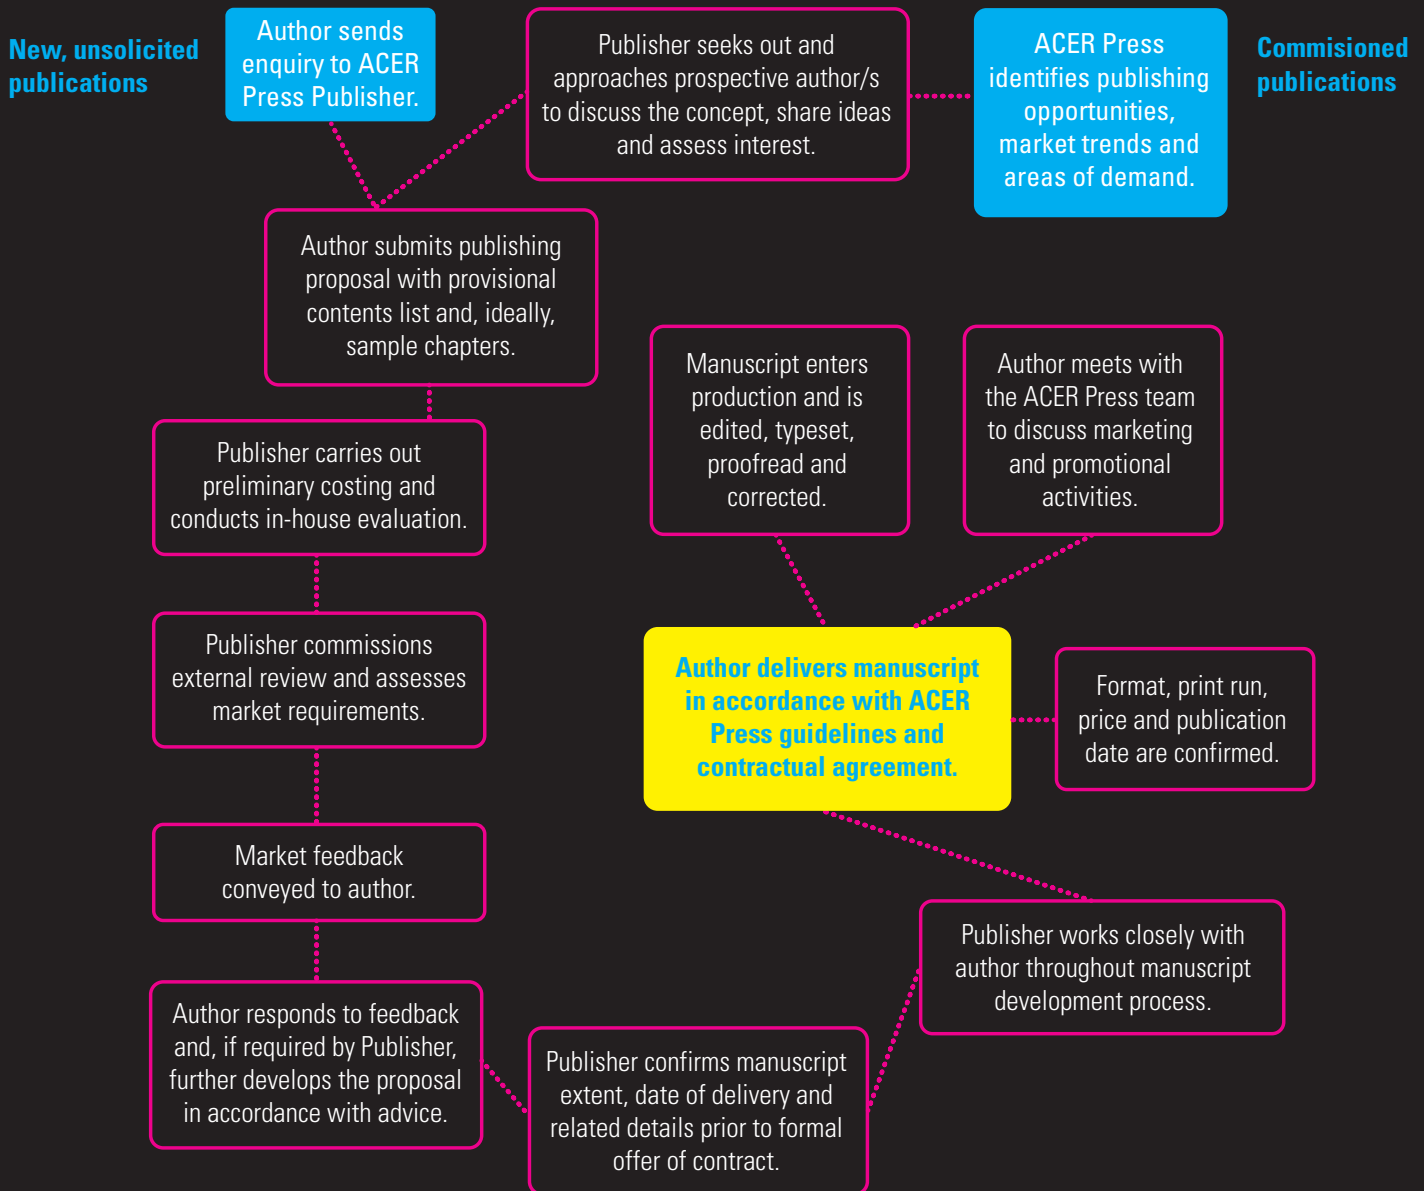 New, unsolicited
publications
Author sends
enquiry to ACER
Press Publisher.
Publisher seeks out and
approaches prospective author/s
to discuss the concept, share ideas
and assess interest.
ACER Press
identifies publishing
opportunities,
market trends and
areas of demand.
Commisioned
publications
Author submits publishing
proposal with provisional
contents list and, ideally,
sample chapters.
Manuscript enters
production and is
edited, typeset,
proofread and
corrected.
Author meets with
the ACER Press team
to discuss marketing
and promotional
activities.
Publisher carries out
preliminary costing and
conducts in-house evaluation.
Publisher commissions
external review and assesses
market requirements.
Author delivers manuscript
in accordance with ACER
Press guidelines and
contractual agreement.
Format, print run,
price and publication
date are confirmed.
Market feedback
conveyed to author.
Publisher works closely with
author throughout manuscript
development process.
Author responds to feedback
and, if required by Publisher,
further develops the proposal
in accordance with advice.
Publisher confirms manuscript
extent, date of delivery and
related details prior to formal
offer of contract.